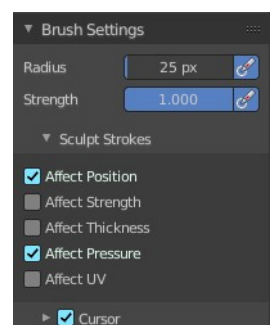 Brush Settings
Radius 25 px
Strength 1.000
Sculpt Strokes
Affect Position
Affect Strength
Affect Thickness
Affect Pressure
Affect UV
Cursor